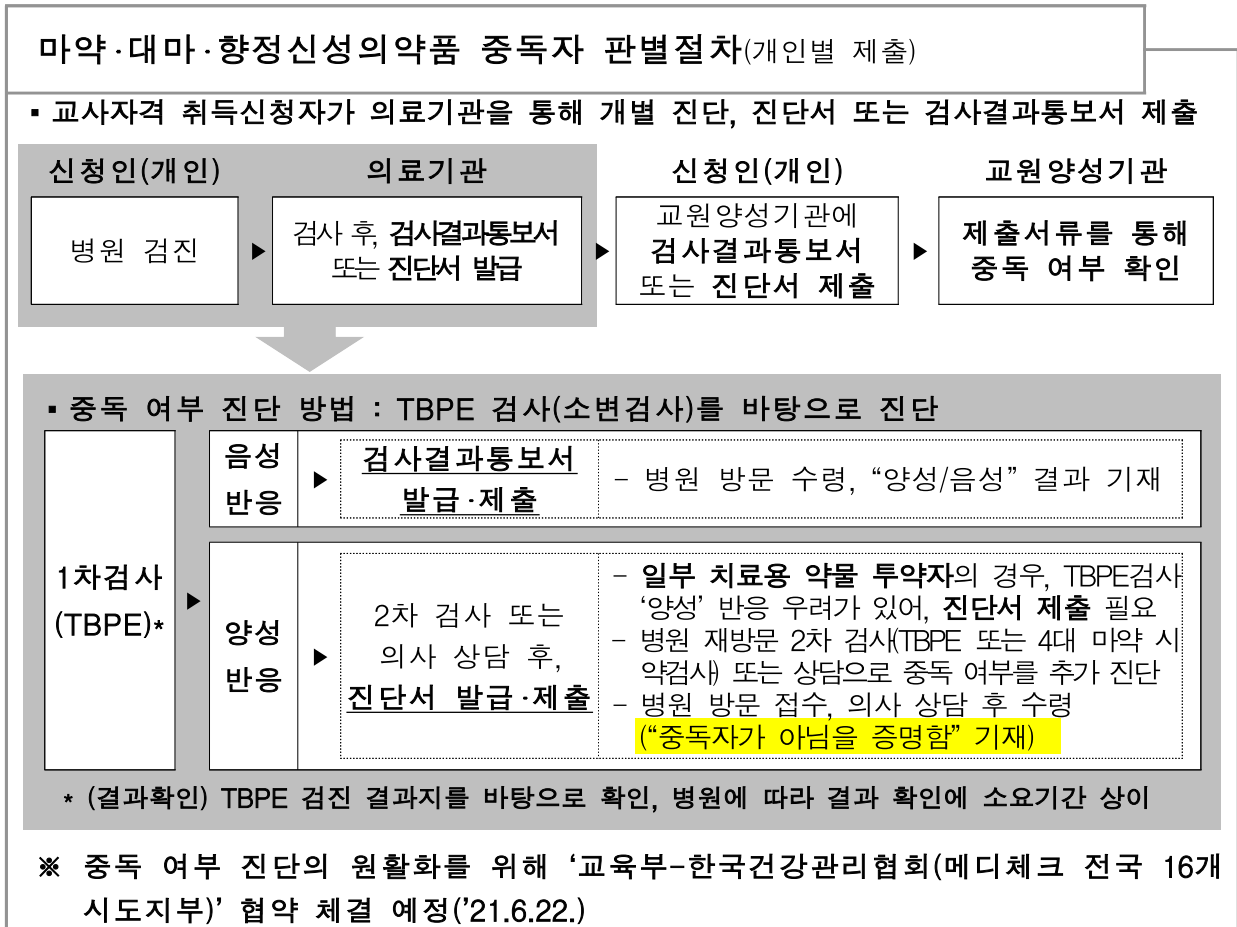 마약·대마·향정신성의약품 중독자 판별절차(개인별 제출)
▪ 교사자격 취득신청자가 의료기관을 통해 개별 진단, 진단서 또는 검사결과통보서 제출
신청인(개인)
병원 검진
▶
의료기관
검사 후, 검사결과통보서
또는 진단서 발급
▶
신청인(개인)
교원양성기관에
검사결과통보서
또는 진단서 제출
▶
교원양성기관
제출서류를 통해
중독 여부 확인
▪ 중독 여부 진단 방법 : TBPE 검사(소변검사)를 바탕으로 진단
1차검사
(TBPE)*
▶
음성
반응
▶
검사결과통보서
발급·제출
- 병원 방문 수령, “양성/음성” 결과 기재
양성
반응
▶
2차 검사 또는
의사 상담 후,
진단서 발급·제출
- 일부 치료용 약물 투약자의 경우, TBPE검사
‘양성’ 반응 우려가 있어, 진단서 제출 필요
- 병원 재방문 2차 검사(TBPE 또는 4대 마약 시
약검사) 또는 상담으로 중독 여부를 추가 진단
- 병원 방문 접수, 의사 상담 후 수령
(“중독자가 아님을 증명함” 기재)
* (결과확인) TBPE 검진 결과지를 바탕으로 확인, 병원에 따라 결과 확인에 소요기간 상이
※ 중독 여부 진단의 원활화를 위해 ‘교육부-한국건강관리협회(메디체크 전국 16개
시도지부)’ 협약 체결 예정(’21.6.22.)